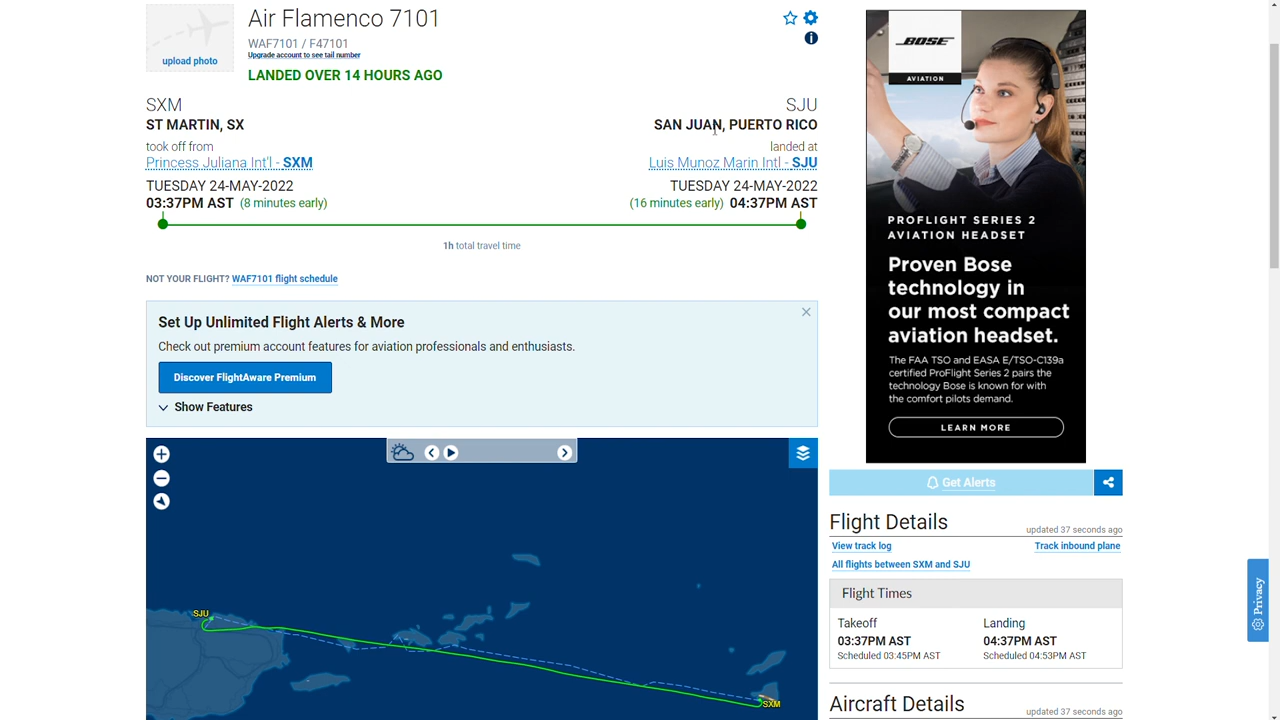 upload photo
Air Flamenco 7101
WAF7101 / F47101
Upgrade account to see tail number
LANDED OVER 14 HOURS AGO
SXM
ST MARTIN, SX
took off from
Princess Juliana Int'l - SXM
TUESDAY 24-MAY-2022
03:37PM AST (8 minutes early)
SJU
SAN JUAN, PUERTO RICO
landed at
Luis Munoz Marin Intl - SJU
TUESDAY 24-MAY-2022
(16 minutes early) 04:37PM AST
1h total travel time
NOT YOUR FLIGHT? WAF7101 flight schedule
Set Up Unlimited Flight Alerts & More
Check out premium account features for aviation professionals and enthusiasts.
Discover FlightAware Premium
Show Features
SJU
SXM
BOSE
AVIATION
PROFLIGHT SERIES 2
AVIATION HEADSET
Proven Bose
technology in
our most compact
aviation headset.
The FAA TSO and EASA E/TSO-C139a
certified ProFlight Series 2 pairs the
technology Bose is known for with
the comfort pilots demand.
LEARN MORE
Get Alerts
Flight Details
updated 37 seconds ago
View track log
Track inbound plane
All flights between SXM and SJU
Flight Times
Takeoff
03:37PM AST
Scheduled 03:45PM AST
Landing
04:37PM AST
Scheduled 04:53PM AST
Aircraft Details
updated 37 seconds ago
Privacy